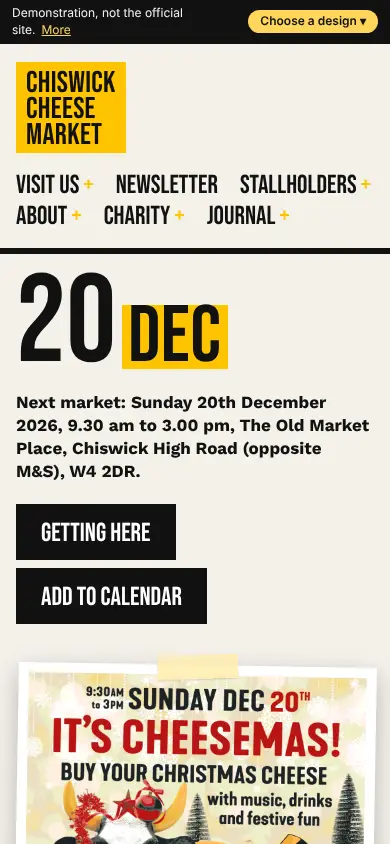 Demonstration, not the official
site. More
Choose a design ▾
CHISWICK
CHEESE
MARKET
VISIT US + NEWSLETTER STALLHOLDERS +
ABOUT + CHARITY + JOURNAL +
20 DEC
Next market: Sunday 20th December
2026, 9.30 am to 3.00 pm, The Old Market
Place, Chiswick High Road (opposite
M&S), W4 2DR.
GETTING HERE
ADD TO CALENDAR
9:30AM
to 3PM
SUNDAY DEC 20TH
IT'S CHEESEMAS!
BUY YOUR CHRISTMAS CHEESE
with music, drinks
and festive fun